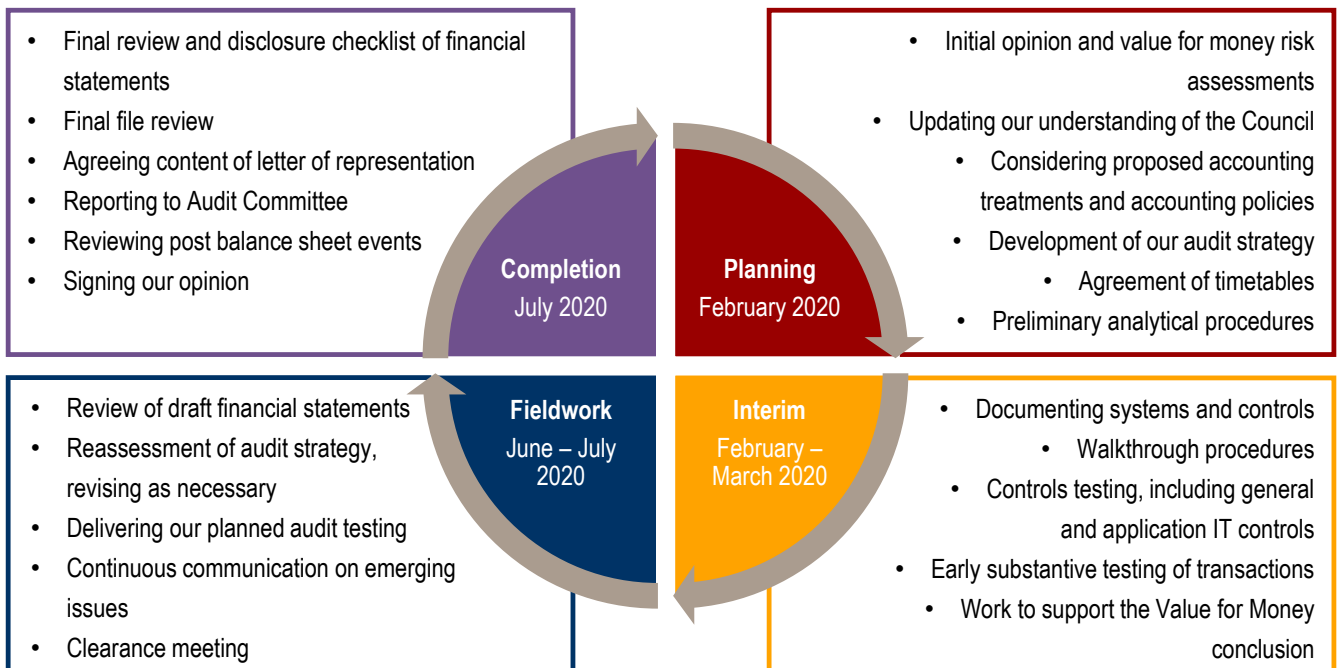 • Final review and disclosure checklist of financial
statements
• Final file review
• Agreeing content of letter of representation
• Reporting to Audit Committee
• Reviewing post balance sheet events
• Signing our opinion
Completion
July 2020
• Initial opinion and value for money risk
assessments
• Updating our understanding of the Council
• Considering proposed accounting
treatments and accounting policies
• Development of our audit strategy
• Agreement of timetables
• Preliminary analytical procedures
Planning
February 2020
• Review of draft financial statements
• Reassessment of audit strategy,
revising as necessary
• Delivering our planned audit testing
• Continuous communication on emerging
issues
• Clearance meeting
Fieldwork
June – July
2020
Interim
February –
March 2020
• Documenting systems and controls
• Walkthrough procedures
• Controls testing, including general
and application IT controls
• Early substantive testing of transactions
• Work to support the Value for Money
conclusion